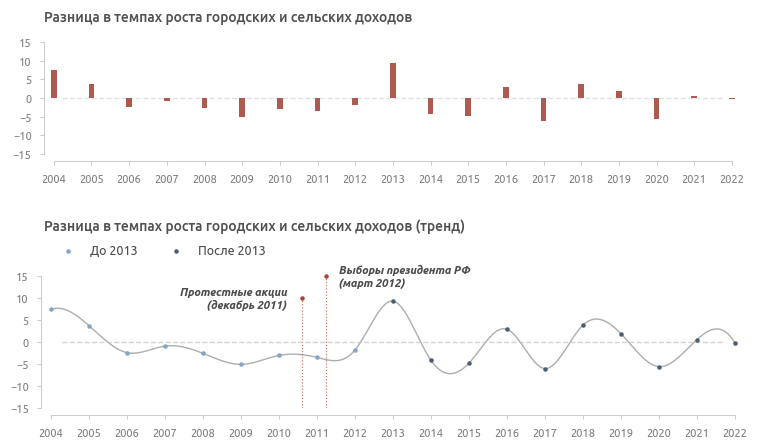 Разница в темпах роста городских и сельских доходов
15
10
5
0
−5
−10
−15
2004 2005 2006 2007 2008 2009 2010 2011 2012 2013 2014 2015 2016 2017 2018 2019 2020 2021 2022
Разница в темпах роста городских и сельских доходов (тренд)
До 2013 После 2013
Выборы президента РФ
(март 2012)
Протестные акции
(декабрь 2011)
15
10
5
0
−5
−10
−15
2004 2005 2006 2007 2008 2009 2010 2011 2012 2013 2014 2015 2016 2017 2018 2019 2020 2021 2022